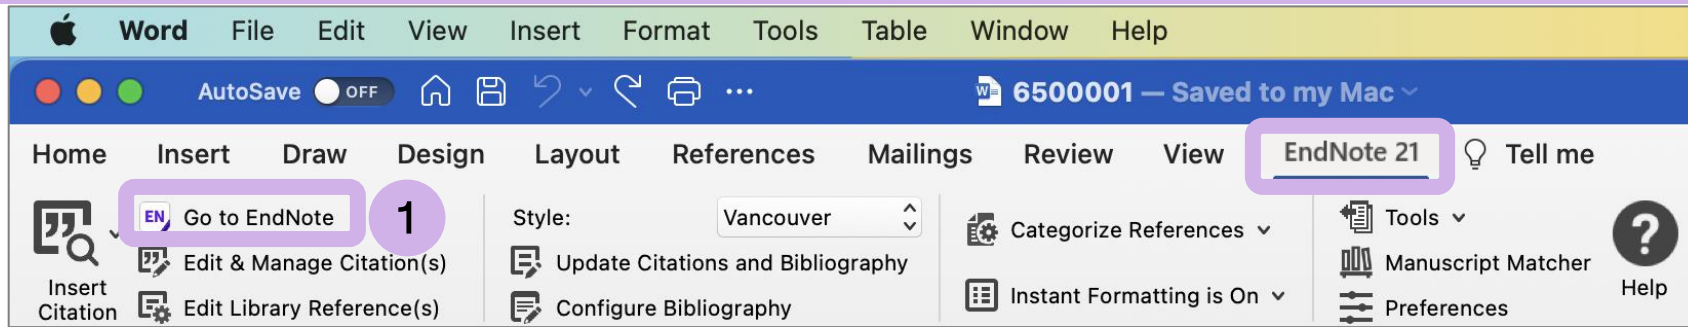 Word File Edit View Insert Format Tools Table Window Help
AutoSave OFF ... W 6500001 — Saved to my Mac
Home Insert Draw Design Layout References Mailings Review View EndNote 21 Tell me
EN Go to EndNote 1 Style: Vancouver Categorize References Tools ?
Edit & Manage Citation(s) Update Citations and Bibliography Manuscript Matcher
Insert Citation Edit Library Reference(s) Configure Bibliography Instant Formatting is On Preferences Help